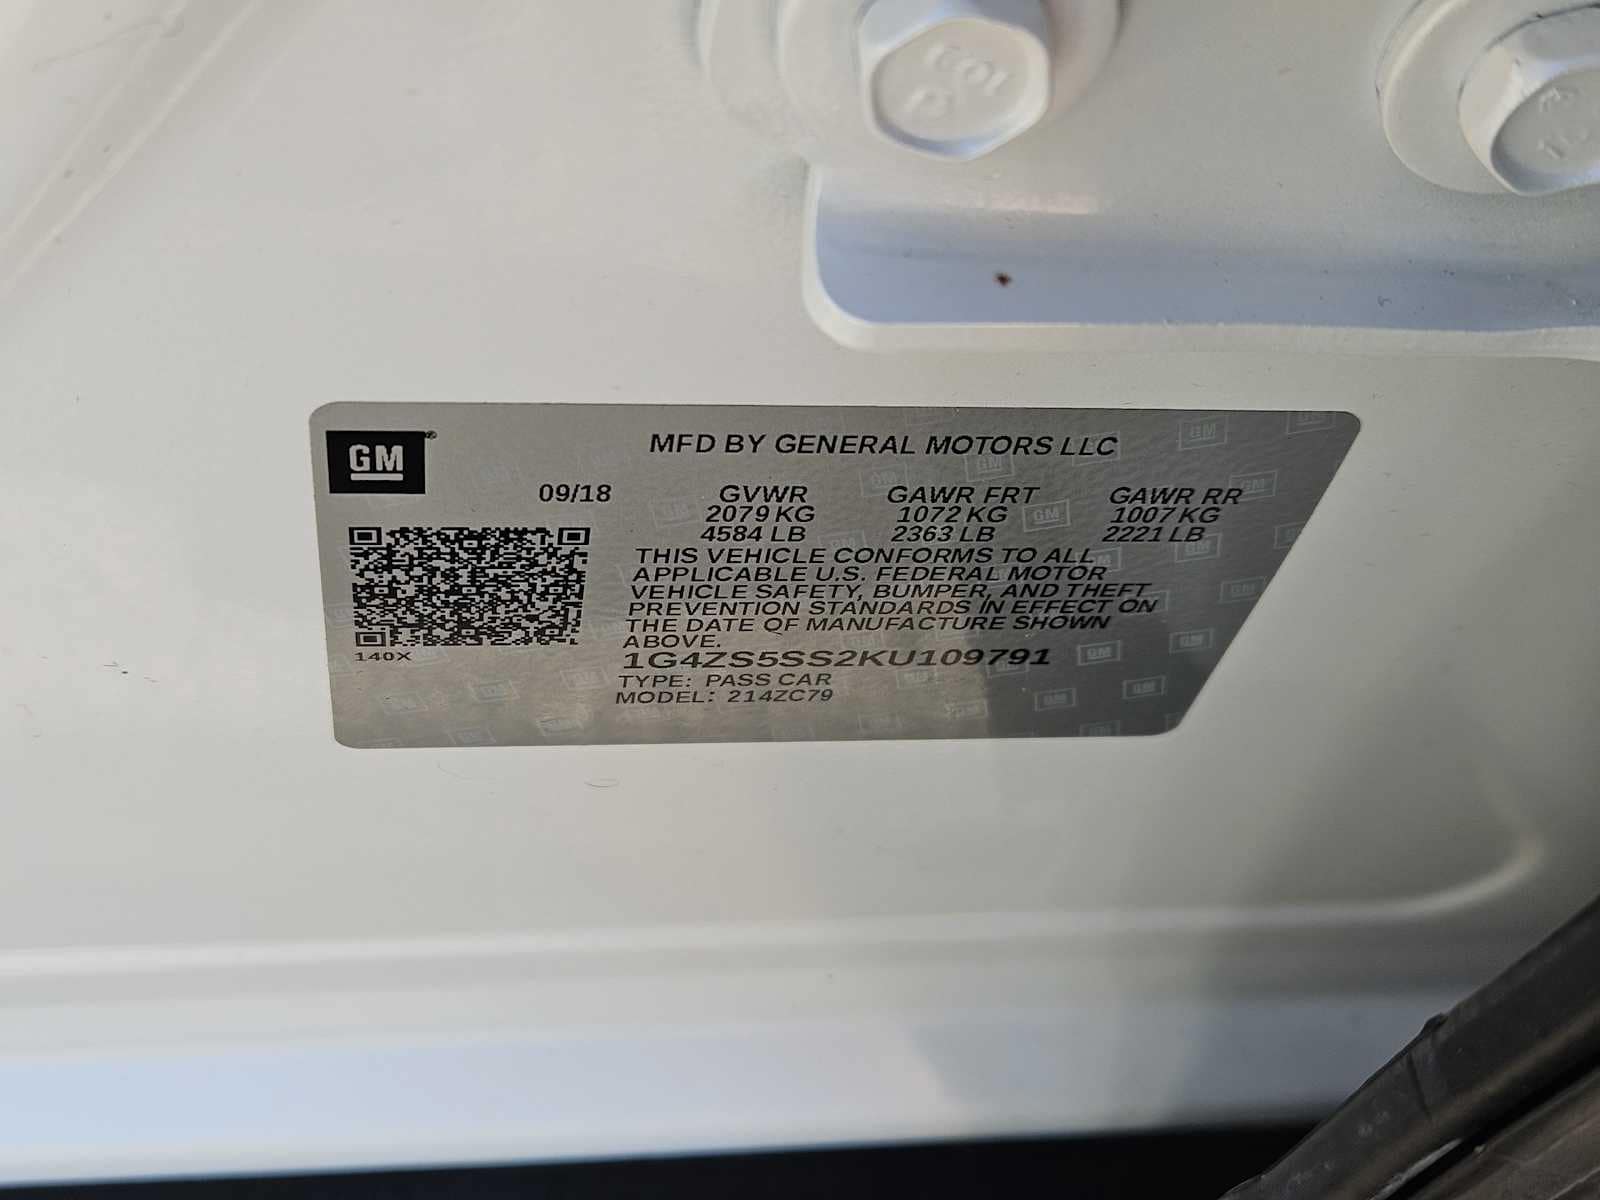 GM
MFD BY GENERAL MOTORS LLC
09/18
GVWR GAWR FRT GAWR RR
2079 KG 1072 KG 1007 KG
4584 LB 2363 LB 2221 LB
THIS VEHICLE CONFORMS TO ALL
APPLICABLE U.S. FEDERAL MOTOR
VEHICLE SAFETY, BUMPER, AND THEFT
PREVENTION STANDARDS IN EFFECT ON
THE DATE OF MANUFACTURE SHOWN
ABOVE.
140X
1G4ZS5SS2KU109791
TYPE: PASS CAR
MODEL: 214ZC79